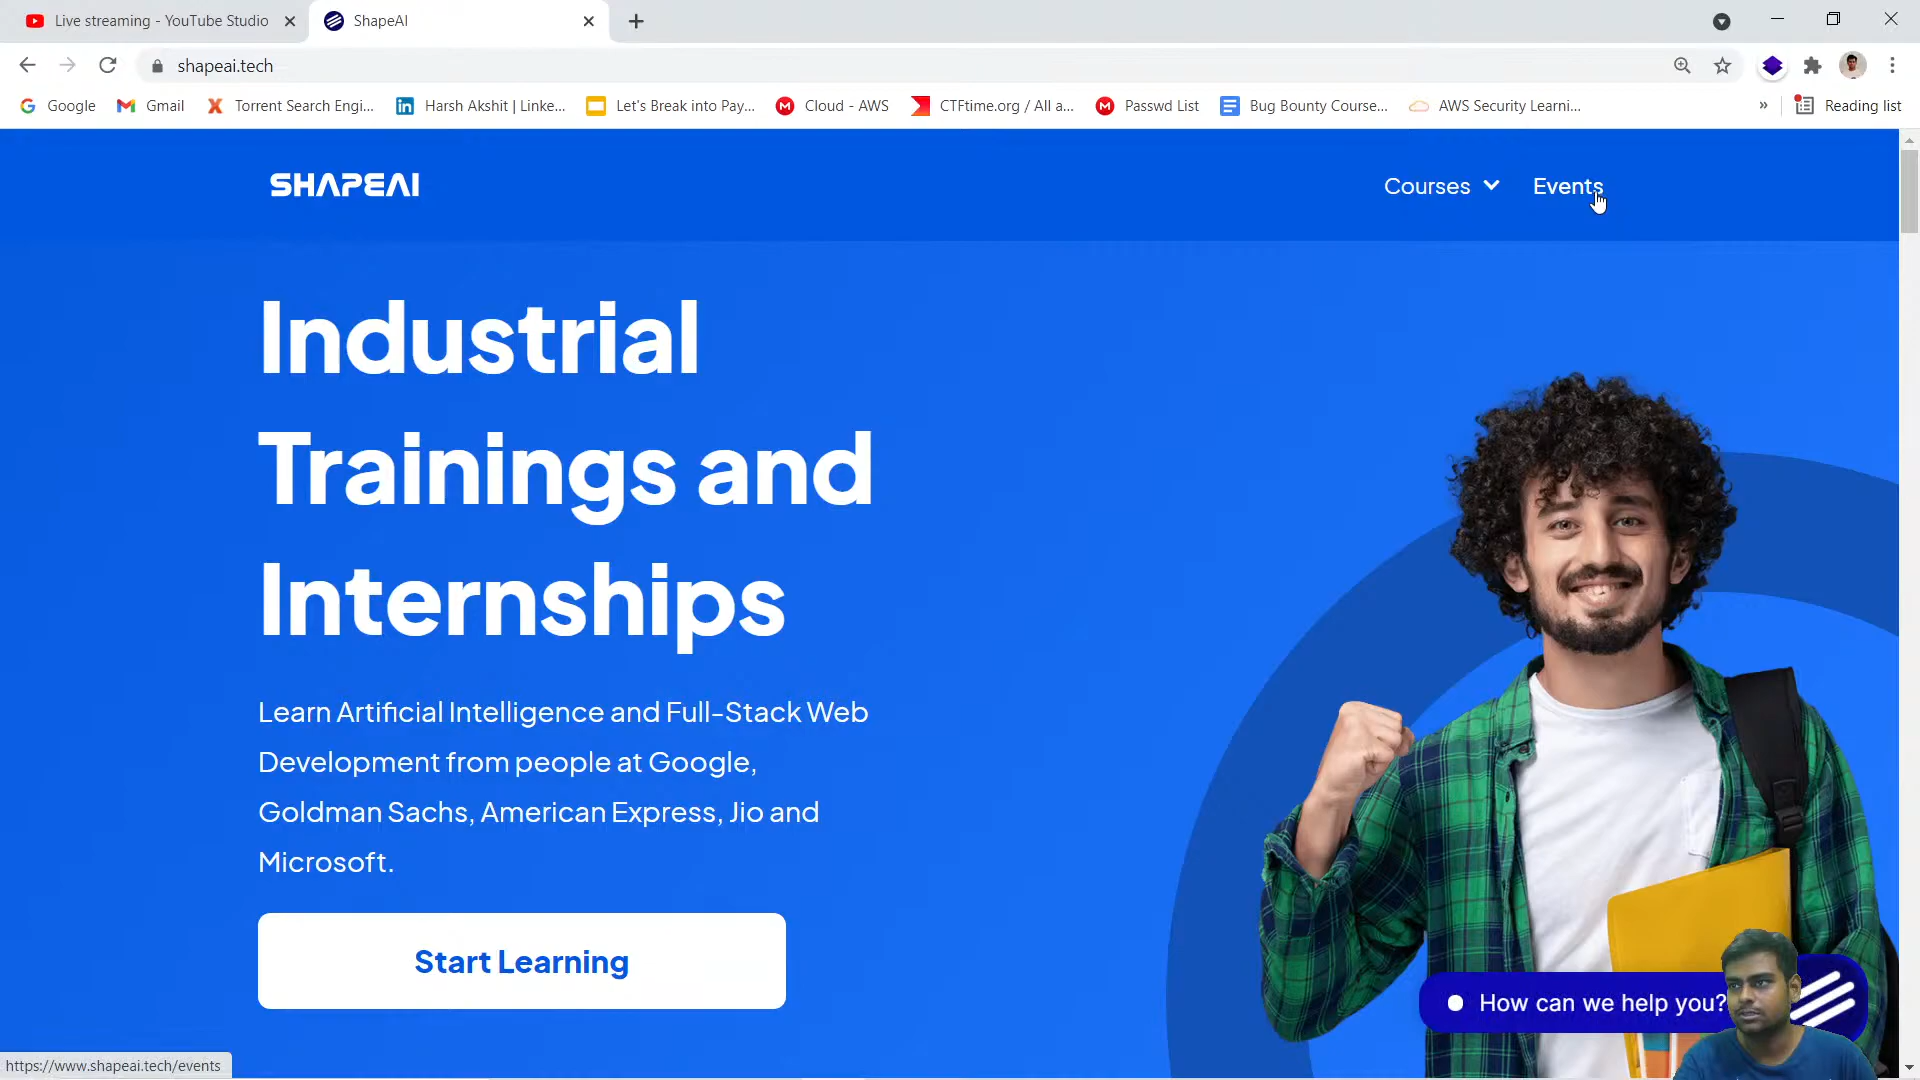 Live streaming - YouTube Studio
ShapeAI
shapeai.tech
Google
Gmail
Torrent Search Engi...
Harsh Akshit | Linke...
Let's Break into Pay...
Cloud - AWS
CTFtime.org / All a...
Passwd List
Bug Bounty Course...
AWS Security Learni...
»
Reading list
SHAPEAI
Courses
Events
Industrial
Trainings and
Internships
Learn Artificial Intelligence and Full-Stack Web
Development from people at Google,
Goldman Sachs, American Express, Jio and
Microsoft.
Start Learning
How can we help you?
https://www.shapeai.tech/events